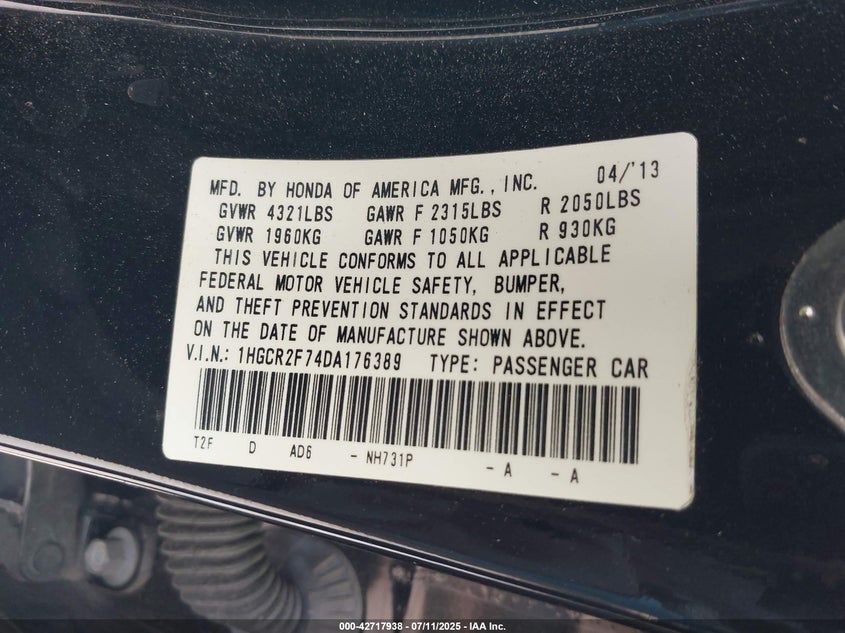 MFD. BY HONDA OF AMERICA MFG., INC. 04/'13
GVWR 4321LBS GAWR F 2315LBS R 2050LBS
GVWR 1960KG GAWR F 1050KG R 930KG
THIS VEHICLE CONFORMS TO ALL APPLICABLE
FEDERAL MOTOR VEHICLE SAFETY, BUMPER,
AND THEFT PREVENTION STANDARDS IN EFFECT
ON THE DATE OF MANUFACTURE SHOWN ABOVE.
V.I.N.: 1HGCR2F74DA176389 TYPE: PASSENGER CAR
T2F D AD6 - NH731P - A - A
000-42717938 - 07/11/2025 - IAA Inc.